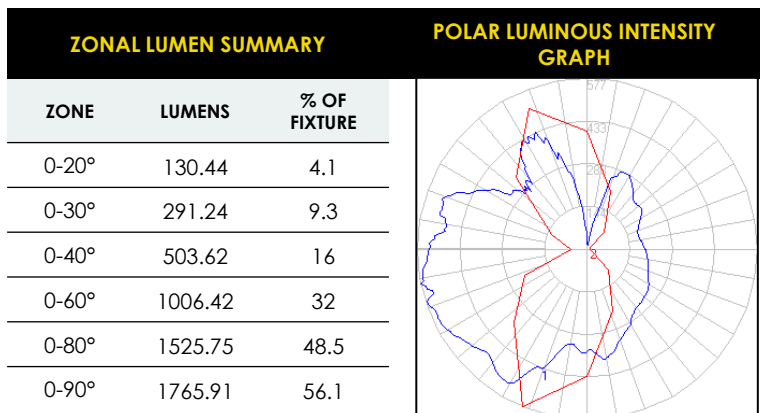 ZONAL LUMEN SUMMARY
POLAR LUMINOUS INTENSITY
GRAPH
ZONE LUMENS % OF
FIXTURE
0-20° 130.44 4.1
0-30° 291.24 9.3
0-40° 503.62 16
0-60° 1006.42 32
0-80° 1525.75 48.5
0-90° 1765.91 56.1
577
433
2
1